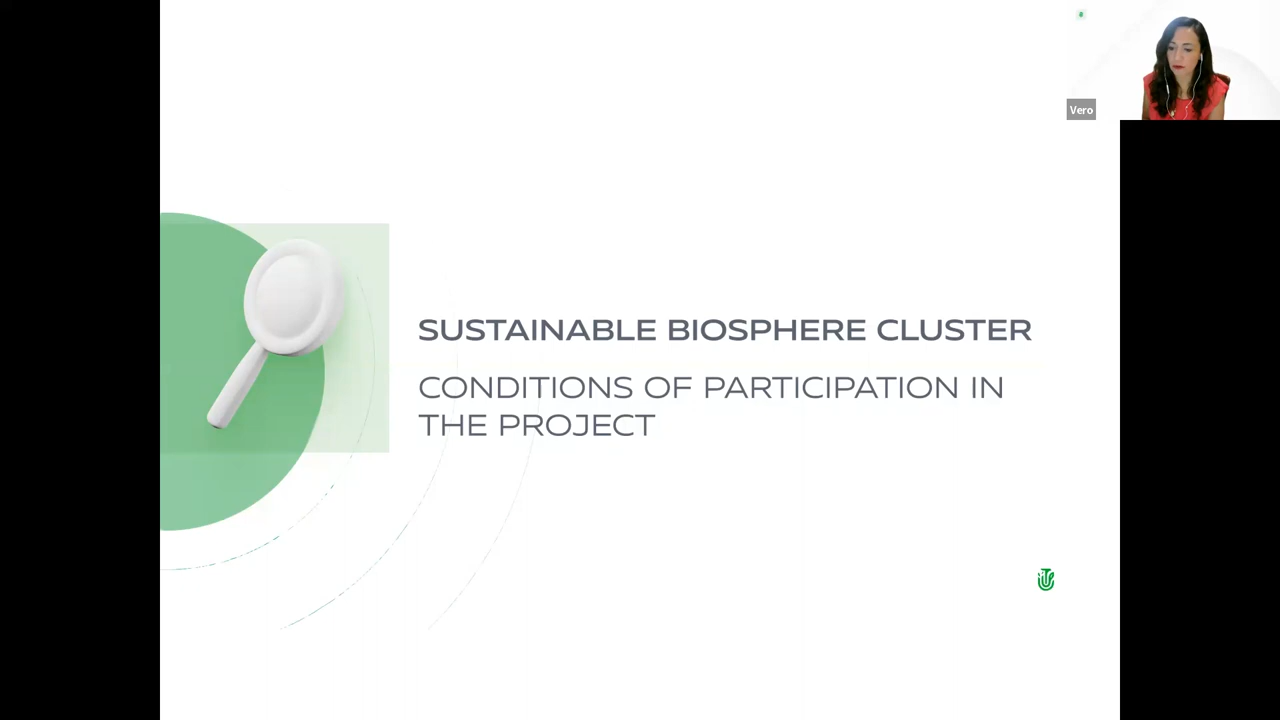 Vero
SUSTAINABLE BIOSPHERE CLUSTER
CONDITIONS OF PARTICIPATION IN
THE PROJECT